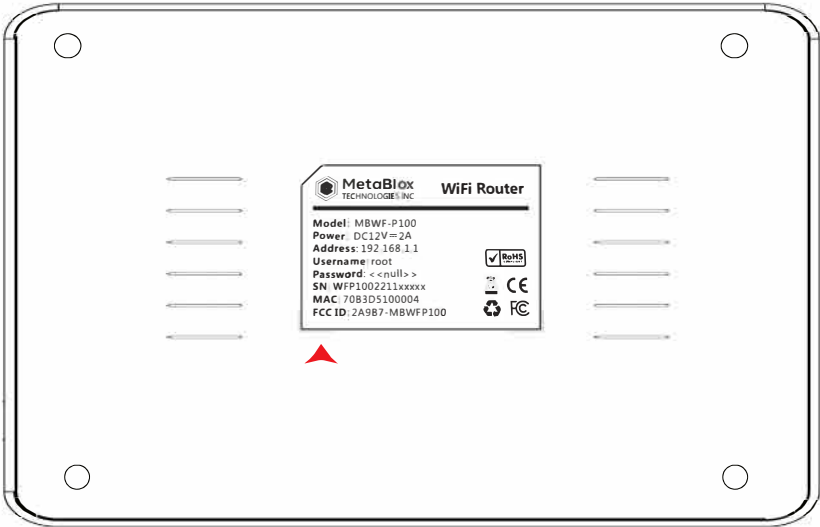 MetaBlox
TECHNOLOGIES INC
WiFi Router
Model: MBWF-P100
Power: DC12V⎓2A
Address: 192.168.1.1
Username: root
Password: <<null>>
SN: WFP1002211xxxxx
MAC: 70B3D5100004
FCC ID: 2A9B7-MBWFP100
RoHS
CE
FC